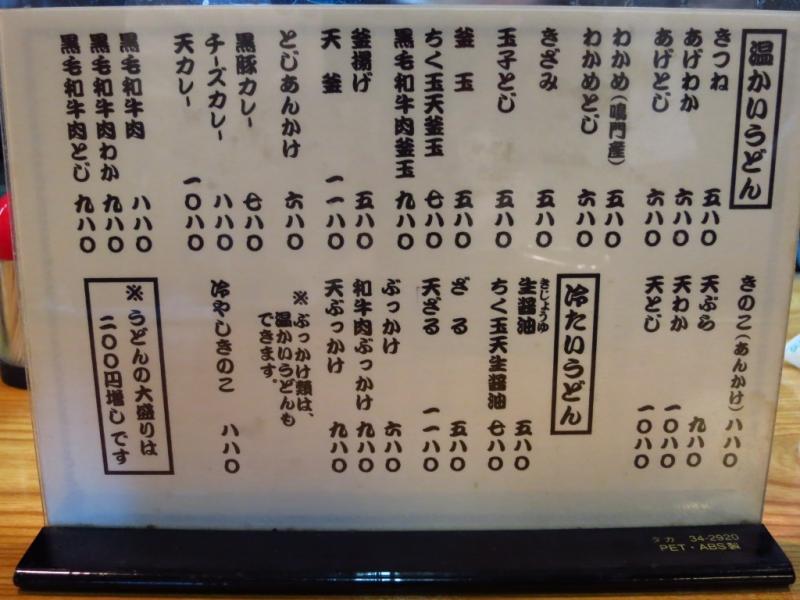 温かいうどん
きつね 五八〇
あげわか 六八〇
あげとじ 六八〇
わかめ(鳴門産) 五八〇
わかめとじ 六八〇
きざみ 五八〇
玉子とじ 五八〇
釜玉 五八〇
ちく玉天釜玉 七八〇
黒毛和牛肉釜玉 九八〇
釜揚げ 五八〇
天釜 一一八〇
とじあんかけ 六八〇
黒豚カレー 七八〇
チーズカレー 八八〇
天カレー 一〇八〇
黒毛和牛肉 八八〇
黒毛和牛肉わか 九八〇
黒毛和牛肉とじ 九八〇
きのこ(あんかけ) 八八〇
天ぷら 九八〇
天わか 一〇八〇
天とじ 一〇八〇
冷たいうどん
きじょうゆ
生醤油 五八〇
ちく玉天生醤油 七八〇
ざる 五八〇
天ざる 一一八〇
ぶっかけ 六八〇
和牛肉ぶっかけ 九八〇
天ぶっかけ 九八〇
※ぶっかけ類は、
温かいうどんも
できます。
冷やしきのこ 八八〇
※うどんの大盛りは
二〇〇円増しです
タカ 34-2920
PET・ABS製